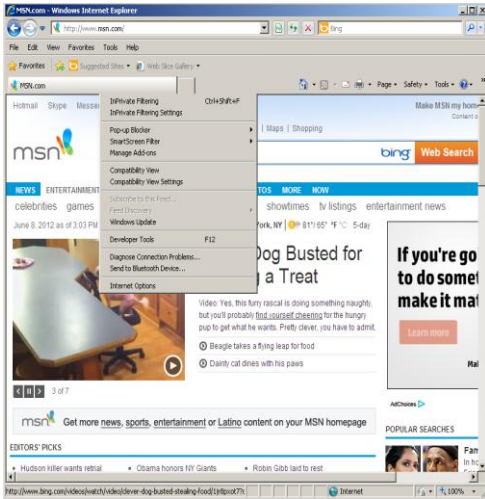 MSN.com - Windows Internet Explorer
http://www.msn.com/
Bing
File Edit View Favorites Tools Help
Favorites Suggested Sites Web Slice Gallery
MSN.com
Page Safety Tools
Hotmail Skype Messen
Make MSN my home
InPrivate Filtering Ctrl+Shift+F
InPrivate Filtering Settings
Pop-up Blocker
SmartScreen Filter
Manage Add-ons
Compatibility View
Compatibility View Settings
Subscribe to this Feed...
Feed Discovery
Windows Update
Developer Tools F12
Diagnose Connection Problems...
Send to Bluetooth Device...
Internet Options
| Maps | Shopping
msn
bing Web Search
NEWS ENTERTAINMENT
TOS MORE NOW
celebrities games
showtimes tv listings entertainment news
June 8, 2012 as of 3:03 PM
York, NY | 81°/65° °F °C 5-day
Dog Busted for
g a Treat
Video: Yes, this furry rascal is doing something naughty,
but you'll probably find yourself cheering for the hungry
pup to get what he wants. Pretty clever, you have to admit.
Beagle takes a flying leap for food
Dainty cat dines with his paws
If you're go
to do somet
make it mat
Learn more
Mal
3 of 7
AdChoices
msn Get more news, sports, entertainment or Latino content on your MSN homepage
POPULAR SEARCHES
EDITORS' PICKS
Hudson killer wants retrial
Obama honors NY Giants
Robin Gibb laid to rest
Fam
In ho
http://www.bing.com/videos/watch/video/clever-dog-busted-stealing-food/
Internet
100%